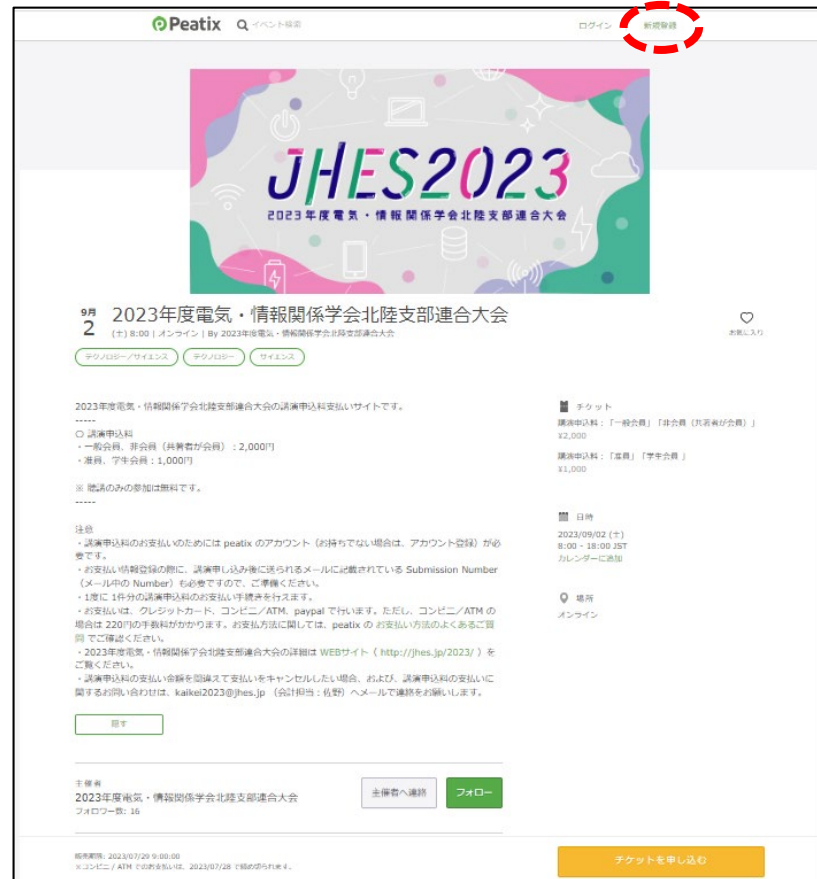 Peatix
イベント検索
ログイン
新規登録
JHES2023
2023年度電気・情報関係学会北陸支部連合大会
9月
2
2023年度電気・情報関係学会北陸支部連合大会
(土) 8:00 | オンライン | By 2023年度電気・情報関係学会北陸支部連合大会
お気に入り
テクノロジー/サイエンス
テクノロジー
サイエンス
2023年度電気・情報関係学会北陸支部連合大会の講演申込料支払いサイトです。
-----
○ 講演申込料
・一般会員、非会員（共著者が会員）：2,000円
・准員、学生会員：1,000円
※ 聴講のみの参加は無料です。
-----
注意
・講演申込料のお支払いのためには peatix のアカウント（お持ちでない場合は、アカウント登録）が必
要です。
・お支払い情報登録の際に、講演申し込み後に送られるメールに記載されている Submission Number
（メール中の Number）も必要ですので、ご準備ください。
・1度に 1件分の講演申込料のお支払い手続きを行えます。
・お支払いは、クレジットカード、コンビニ／ATM、paypal で行います。ただし、コンビニ／ATM の
場合は 220円の手数料がかかります。お支払方法に関しては、peatix の お支払い方法のよくあるご質
問 でご確認ください。
・2023年度電気・情報関係学会北陸支部連合大会の詳細は WEBサイト（ http://jhes.jp/2023/ ）を
ご覧ください。
・講演申込料の支払い金額を間違えて支払いをキャンセルしたい場合、および、講演申込料の支払いに
関するお問い合わせは、kaikei2023@jhes.jp （会計担当：佐野）へメールで連絡をお願いします。
隠す
チケット
講演申込料：「一般会員」「非会員（共著者が会員）」
¥2,000
講演申込料：「准員」「学生会員 」
¥1,000
日時
2023/09/02 (土)
8:00 - 18:00 JST
カレンダーに追加
場所
オンライン
主催者
2023年度電気・情報関係学会北陸支部連合大会
フォロワー数: 16
主催者へ連絡
フォロー
販売期限: 2023/07/29 9:00:00
※コンビニ / ATM でのお支払いは、2023/07/28 で締め切られます。
チケットを申し込む